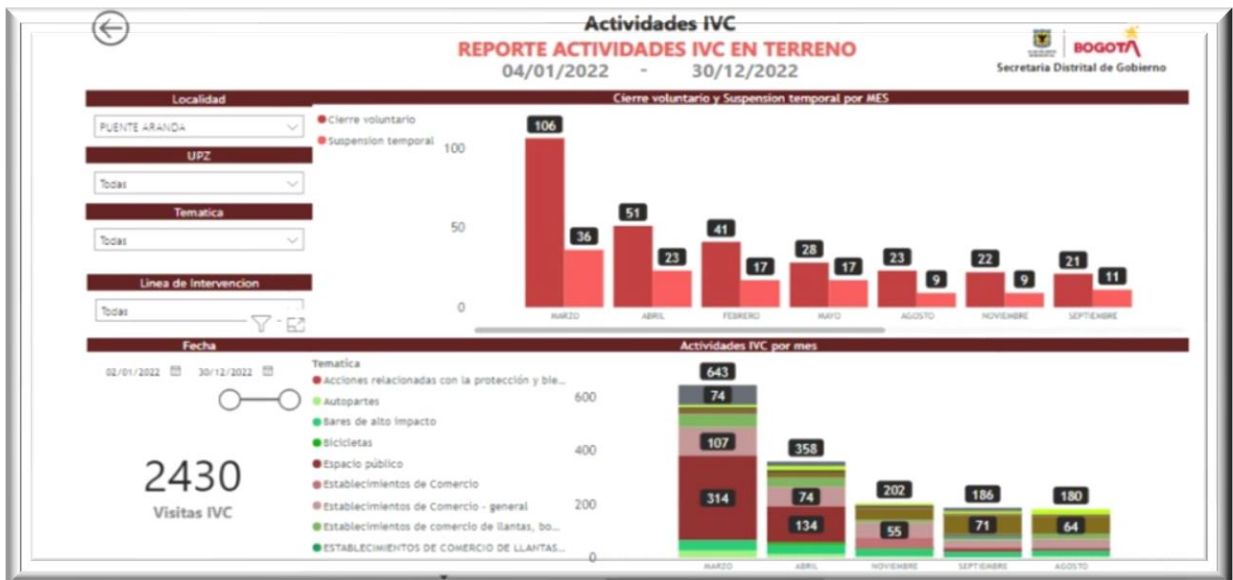 Actividades IVC
REPORTE ACTIVIDADES IVC EN TERRENO
04/01/2022 - 30/12/2022
BOGOTÁ
Secretaria Distrital de Gobierno
Localidad
PUENTE ARANDA
UPZ
Todas
Tematica
Todas
Linea de Intervencion
Todas
Fecha
02/01/2022 30/12/2022
2430
Visitas IVC
Cierre voluntario y Suspension temporal por MES
Cierre voluntario
Suspension temporal
100
50
0
106
36
51
23
41
17
28
17
23
9
22
9
21
11
MARZO ABRIL FEBRERO MAYO AGOSTO NOVIEMBRE SEPTIEMBRE
Actividades IVC por mes
Tematica
Acciones relacionadas con la protección y bie...
Autopartes
Bares de alto impacto
Bicicletas
Espacio público
Establecimientos de Comercio
Establecimientos de Comercio - general
Establecimientos de comercio de llantas, bo...
ESTABLECIMIENTOS DE COMERCIO DE LLANTAS...
600
400
200
0
643
74
107
314
358
74
134
202
55
186
71
180
64
MARZO ABRIL NOVIEMBRE SEPTIEMBRE AGOSTO